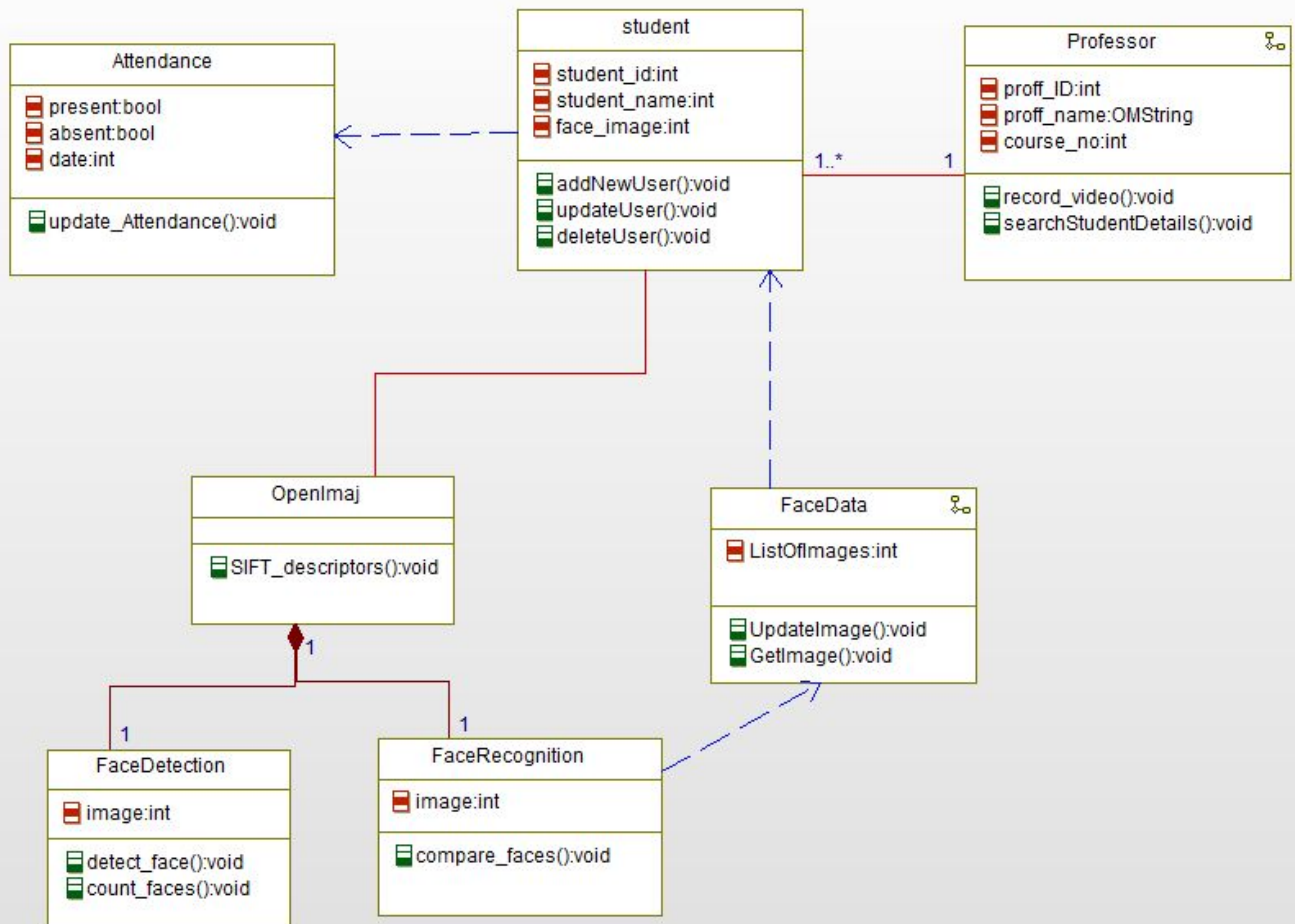 Attendance
present:bool
absent:bool
date:int
update_Attendance():void
student
student_id:int
student_name:int
face_image:int
addNewUser():void
updateUser():void
deleteUser():void
1..*
1
Professor
proff_ID:int
proff_name:OMString
course_no:int
record_video():void
searchStudentDetails():void
OpenImaj
SIFT_descriptors():void
1
FaceData
ListOfImages:int
UpdateImage():void
GetImage():void
1
FaceDetection
image:int
detect_face():void
count_faces():void
1
FaceRecognition
image:int
compare_faces():void